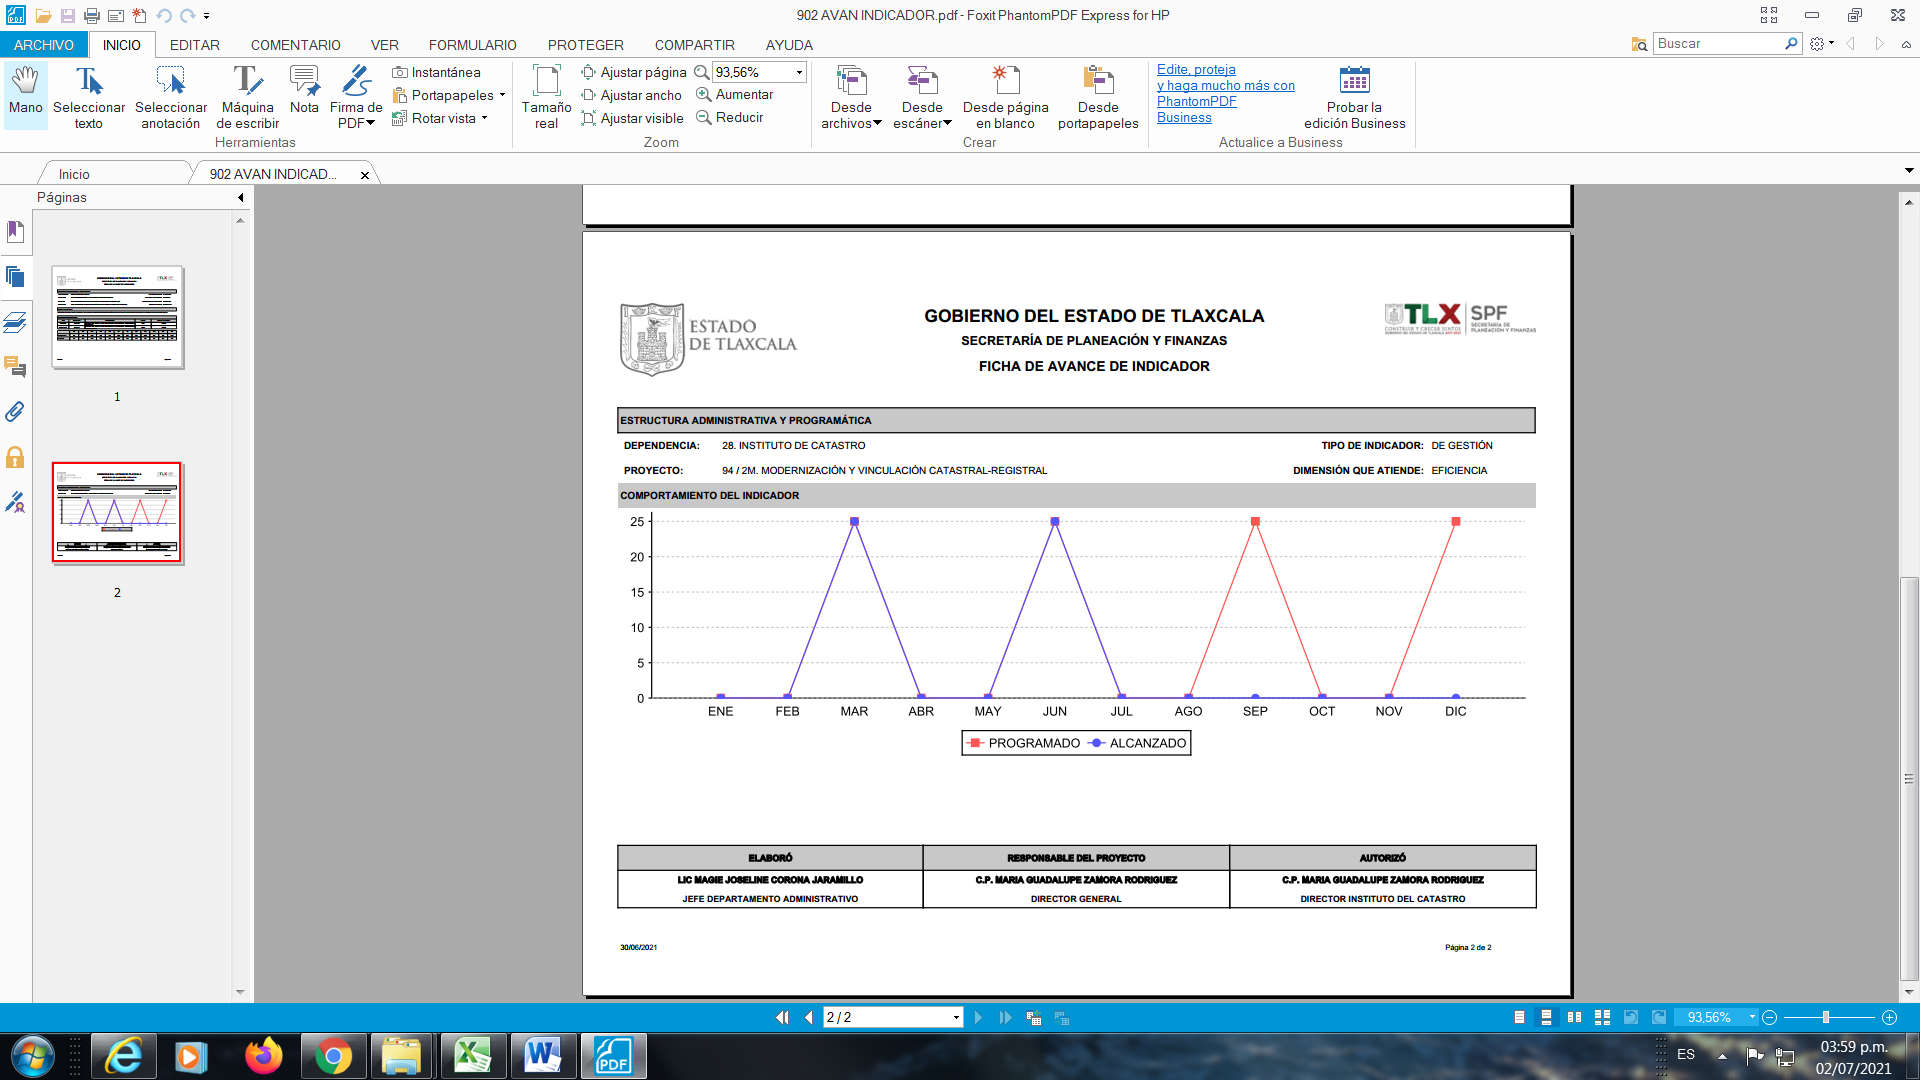 902 AVAN INDICADOR.pdf - Foxit PhantomPDF Express for HP
ARCHIVO INICIO EDITAR COMENTARIO VER FORMULARIO PROTEGER COMPARTIR AYUDA Buscar
Mano
Seleccionar texto
Seleccionar anotación
Máquina de escribir
Nota
Firma de PDF
Instantánea
Portapapeles
Rotar vista
Herramientas
Tamaño real
Ajustar página
Ajustar ancho
Ajustar visible
93,56%
Aumentar
Reducir
Zoom
Desde archivos
Desde escáner
Desde página en blanco
Desde portapapeles
Crear
Edite, proteja
y haga mucho más con
PhantomPDF
Business
Probar la edición Business
Actualice a Business
Inicio 902 AVAN INDICAD...
Páginas
1
2
ESTADO
DE TLAXCALA
GOBIERNO DEL ESTADO DE TLAXCALA
SECRETARÍA DE PLANEACIÓN Y FINANZAS
FICHA DE AVANCE DE INDICADOR
TLX
CONSTRUIR Y CRECER JUNTOS
SPF
SECRETARÍA DE
PLANEACIÓN Y FINANZAS
ESTRUCTURA ADMINISTRATIVA Y PROGRAMÁTICA
DEPENDENCIA: 28. INSTITUTO DE CATASTRO TIPO DE INDICADOR: DE GESTIÓN
PROYECTO: 94 / 2M. MODERNIZACIÓN Y VINCULACIÓN CATASTRAL-REGISTRAL DIMENSIÓN QUE ATIENDE: EFICIENCIA
COMPORTAMIENTO DEL INDICADOR
25
20
15
10
5
0
ENE FEB MAR ABR MAY JUN JUL AGO SEP OCT NOV DIC
PROGRAMADO ALCANZADO
ELABORÓ RESPONSABLE DEL PROYECTO AUTORIZÓ
LIC MAGIE JOSELINE CORONA JARAMILLO C.P. MARIA GUADALUPE ZAMORA RODRIGUEZ C.P. MARIA GUADALUPE ZAMORA RODRIGUEZ
JEFE DEPARTAMENTO ADMINISTRATIVO DIRECTOR GENERAL DIRECTOR INSTITUTO DEL CATASTRO
30/06/2021 Página 2 de 2
2 / 2 93,56%
ES 03:59 p.m.
02/07/2021